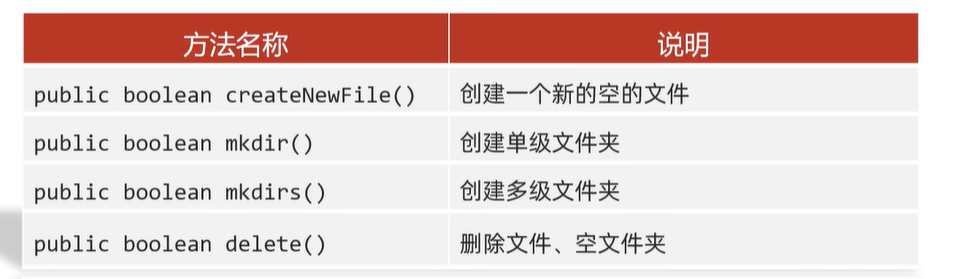 方法名称 说明
public boolean createNewFile() 创建一个新的空的文件
public boolean mkdir() 创建单级文件夹
public boolean mkdirs() 创建多级文件夹
public boolean delete() 删除文件、空文件夹